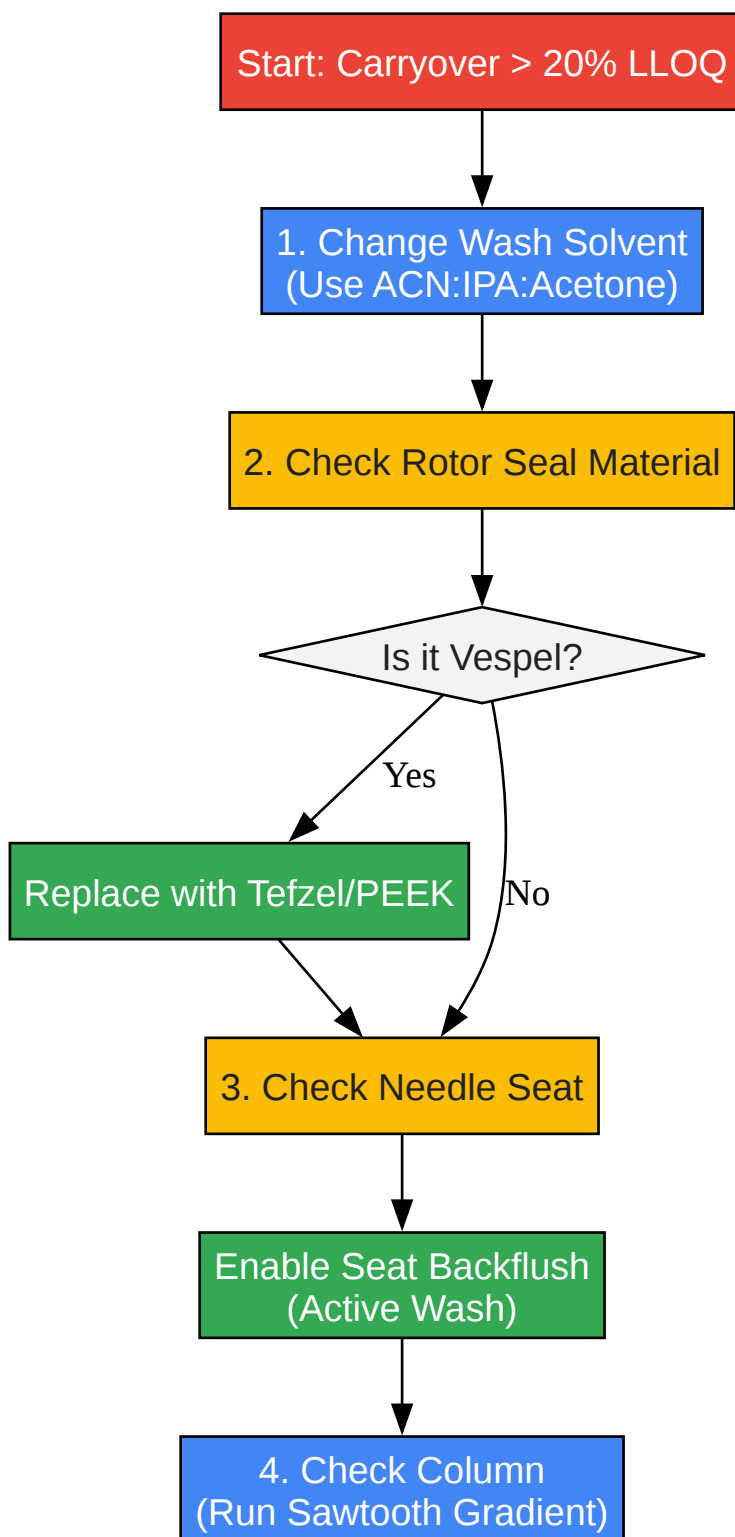 Start: Carryover > 20% LLOQ
1. Change Wash Solvent
(Use ACN:IPA:Acetone)
2. Check Rotor Seal Material
Is it Vespel?
Yes
Replace with Tefzel/PEEK
No
3. Check Needle Seat
Enable Seat Backflush
(Active Wash)
4. Check Column
(Run Sawtooth Gradient)